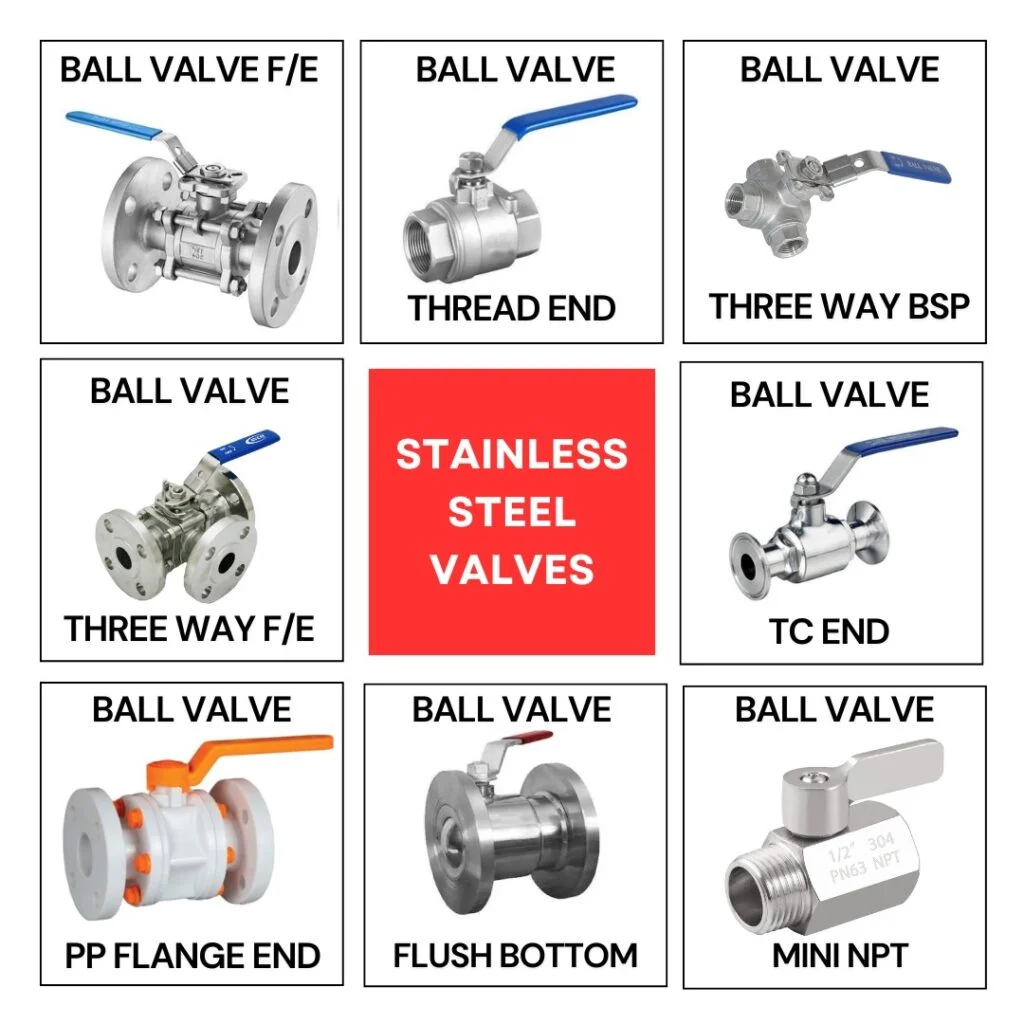 BALL VALVE F/E
BALL VALVE
THREAD END
BALL VALVE
BALL VALVE
THREE WAY BSP
BALL VALVE
THREE WAY F/E
STAINLESS
STEEL
VALVES
BALL VALVE
TC END
BALL VALVE
PP FLANGE END
BALL VALVE
FLUSH BOTTOM
BALL VALVE
1/2" 304
PN63 NPT
MINI NPT